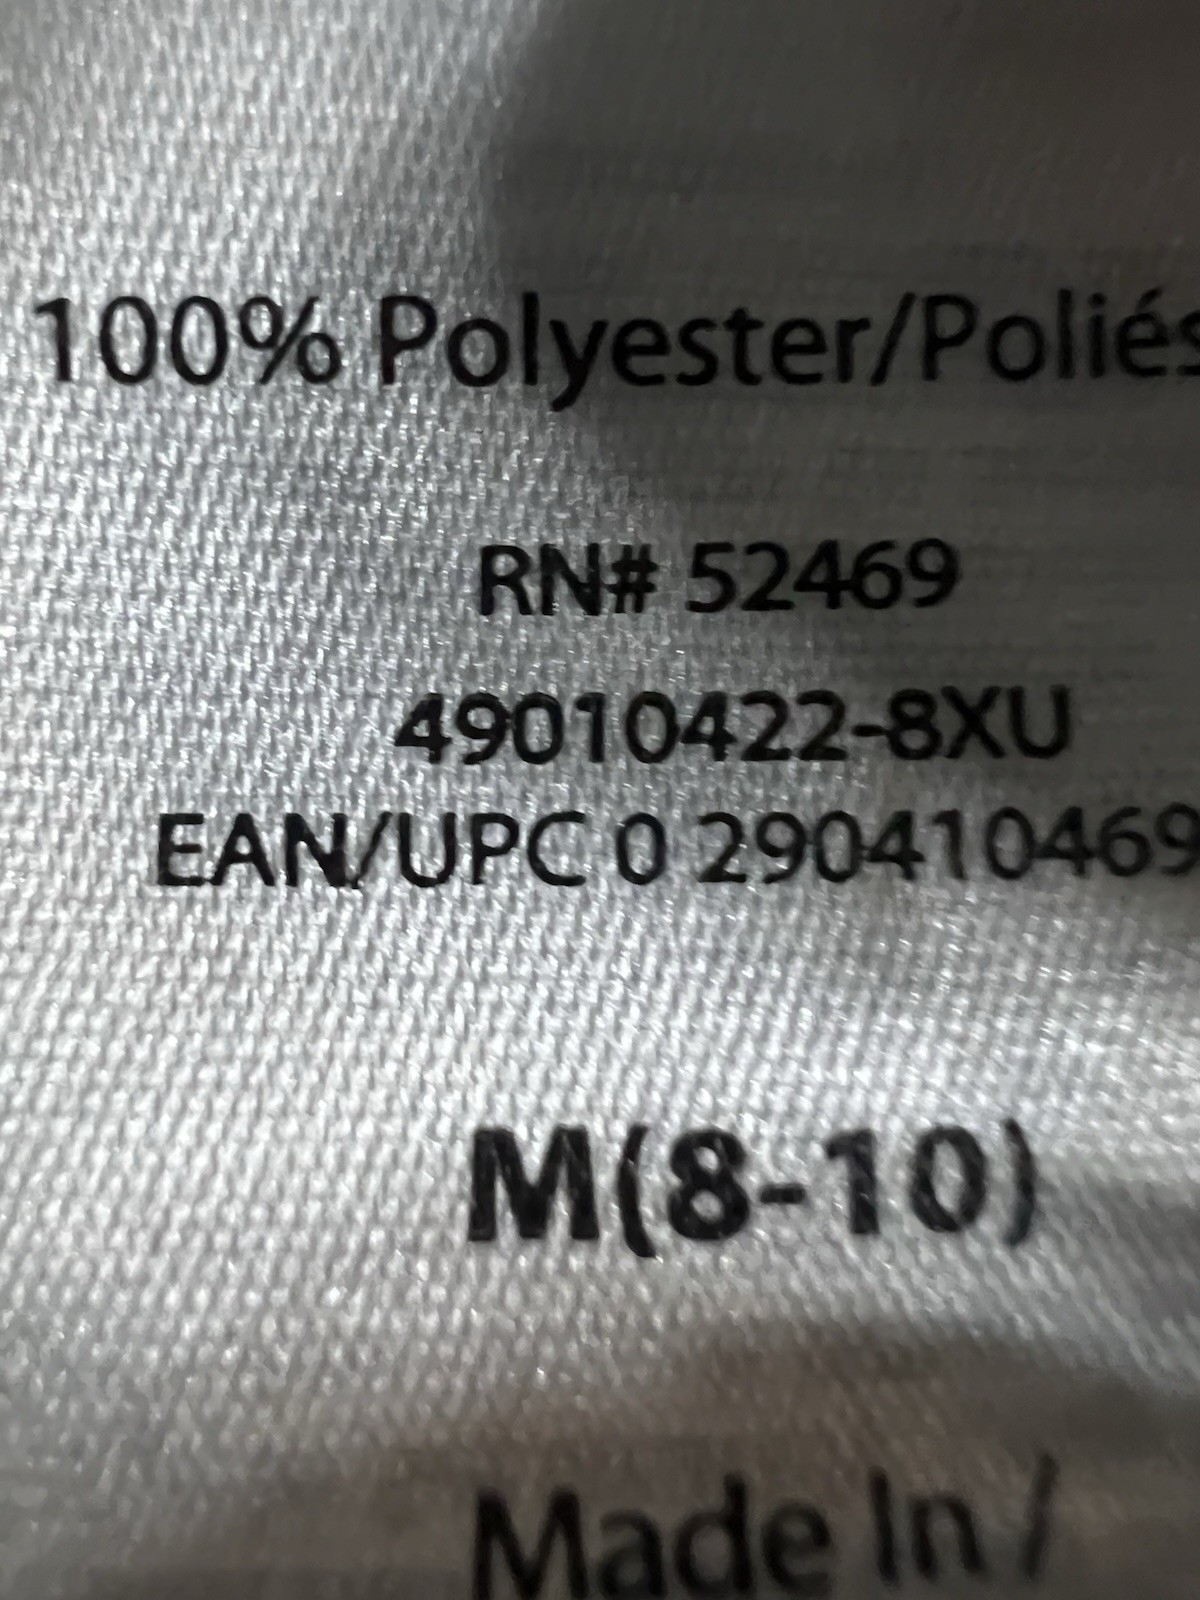 100% Polyester/Poliés
RN# 52469
49010422-8XU
EAN/UPC 0 290410469
M(8-10)
Made In /